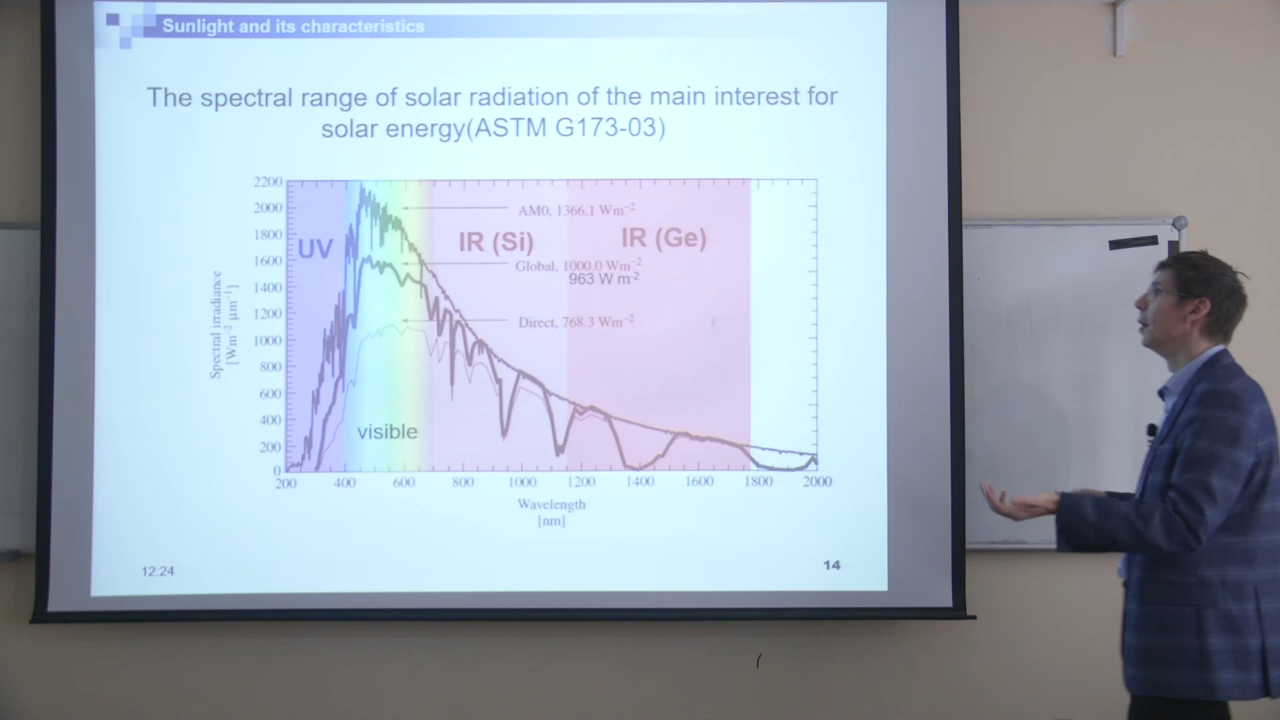 Sunlight and its characteristics
The spectral range of solar radiation of the main interest for
solar energy(ASTM G173-03)
2200
2000
1800
1600
1400
1200
1000
800
600
400
200
0
Spectral irradiance
[Wm⁻² μm⁻¹]
UV
visible
IR (Si)
IR (Ge)
AM0, 1366.1 Wm⁻²
Global, 1000.0 Wm⁻²
963 W m⁻²
Direct, 768.3 Wm⁻²
200 400 600 800 1000 1200 1400 1600 1800 2000
Wavelength
[nm]
12:24
14